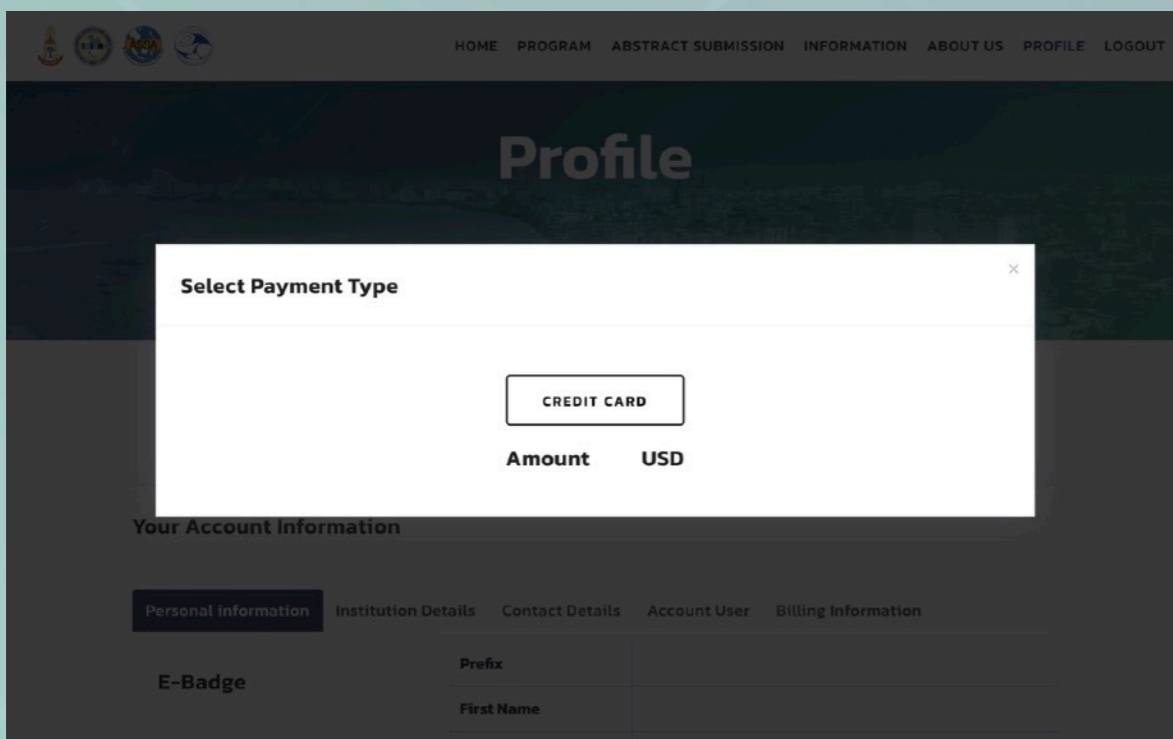 ASSA
HOME PROGRAM ABSTRACT SUBMISSION INFORMATION ABOUT US PROFILE LOGOUT
Profile
Select Payment Type ×
CREDIT CARD
Amount USD
Your Account Information
Personal information Institution Details Contact Details Account User Billing Information
E-Badge
Prefix
First Name